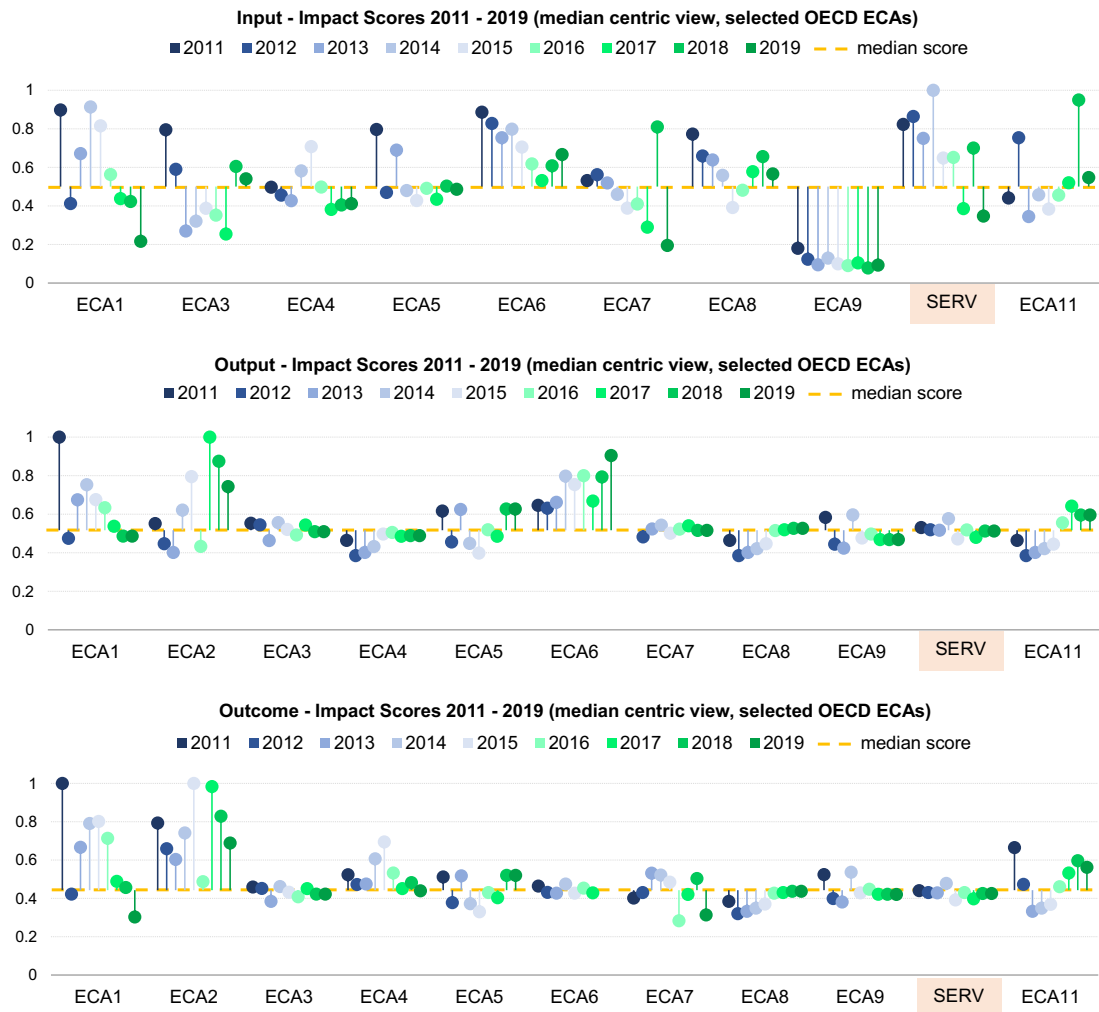 Input - Impact Scores 2011 - 2019 (median centric view, selected OECD ECAs)
2011 2012 2013 2014 2015 2016 2017 2018 2019 median score
1
0.8
0.6
0.4
0.2
0
ECA1 ECA3 ECA4 ECA5 ECA6 ECA7 ECA8 ECA9 SERV ECA11
Output - Impact Scores 2011 - 2019 (median centric view, selected OECD ECAs)
2011 2012 2013 2014 2015 2016 2017 2018 2019 median score
1
0.8
0.6
0.4
0.2
0
ECA1 ECA2 ECA3 ECA4 ECA5 ECA6 ECA7 ECA8 ECA9 SERV ECA11
Outcome - Impact Scores 2011 - 2019 (median centric view, selected OECD ECAs)
2011 2012 2013 2014 2015 2016 2017 2018 2019 median score
1
0.8
0.6
0.4
0.2
0
ECA1 ECA2 ECA3 ECA4 ECA5 ECA6 ECA7 ECA8 ECA9 SERV ECA11